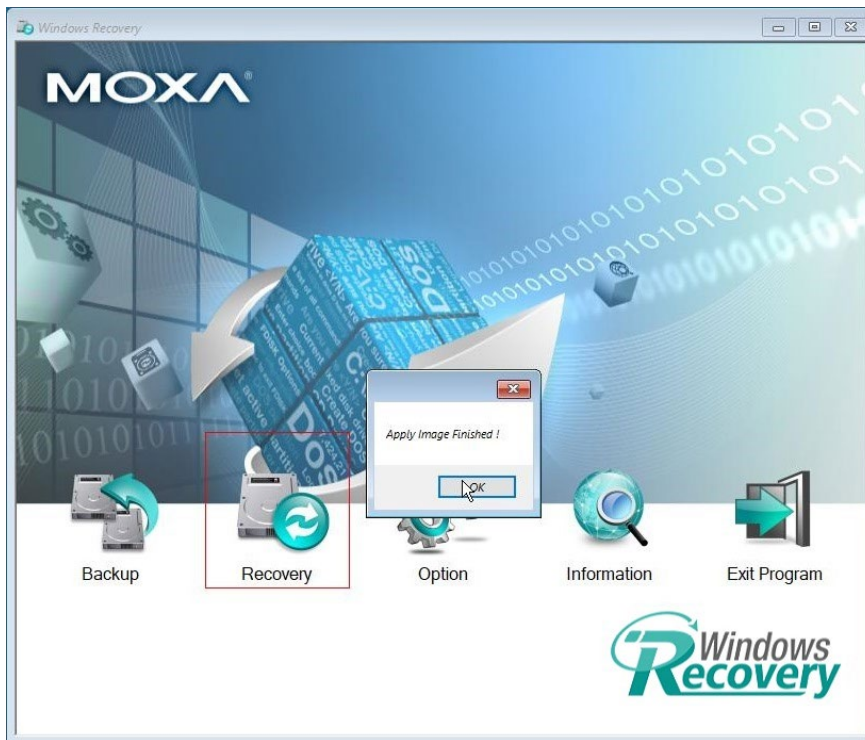 Windows Recovery
MOXA®
Apply Image Finished !
OK
Backup
Recovery
Option
Information
Exit Program
Windows
Recovery